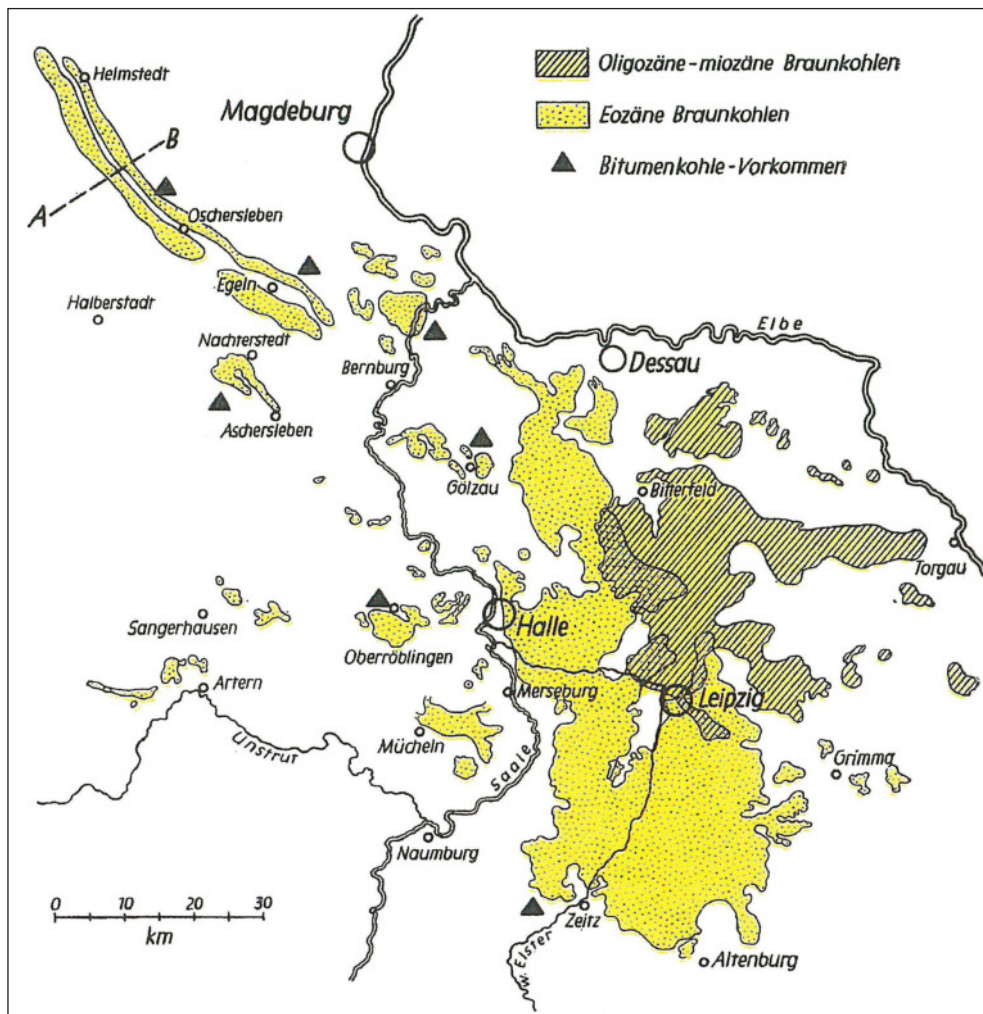 Helmstedt
Magdeburg
Oligozäne-miozäne Braunkohlen
Eozäne Braunkohlen
Bitumenkohle-Vorkommen
B
A
Oschersleben
Egeln
Halberstadt
Nachterstedt
Bernburg
Aschersleben
Elbe
Dessau
Gölzau
Bitterfeld
Torgau
Sangerhausen
Halle
Oberröblingen
Artern
Merseburg
Leipzig
Mücheln
Unstrut
Saale
Grimma
Naumburg
0 10 20 30
km
Zeitz
W. Elster
Altenburg